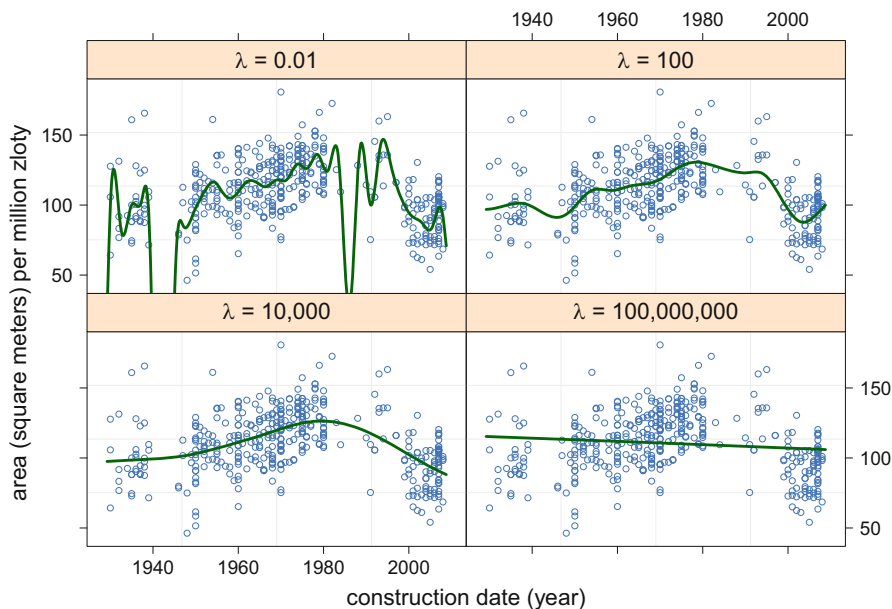 1940 1960 1980 2000
λ = 0.01 λ = 100
150
100
50
λ = 10,000 λ = 100,000,000
150
100
50
1940 1960 1980 2000
area (square meters) per million zloty
construction date (year)